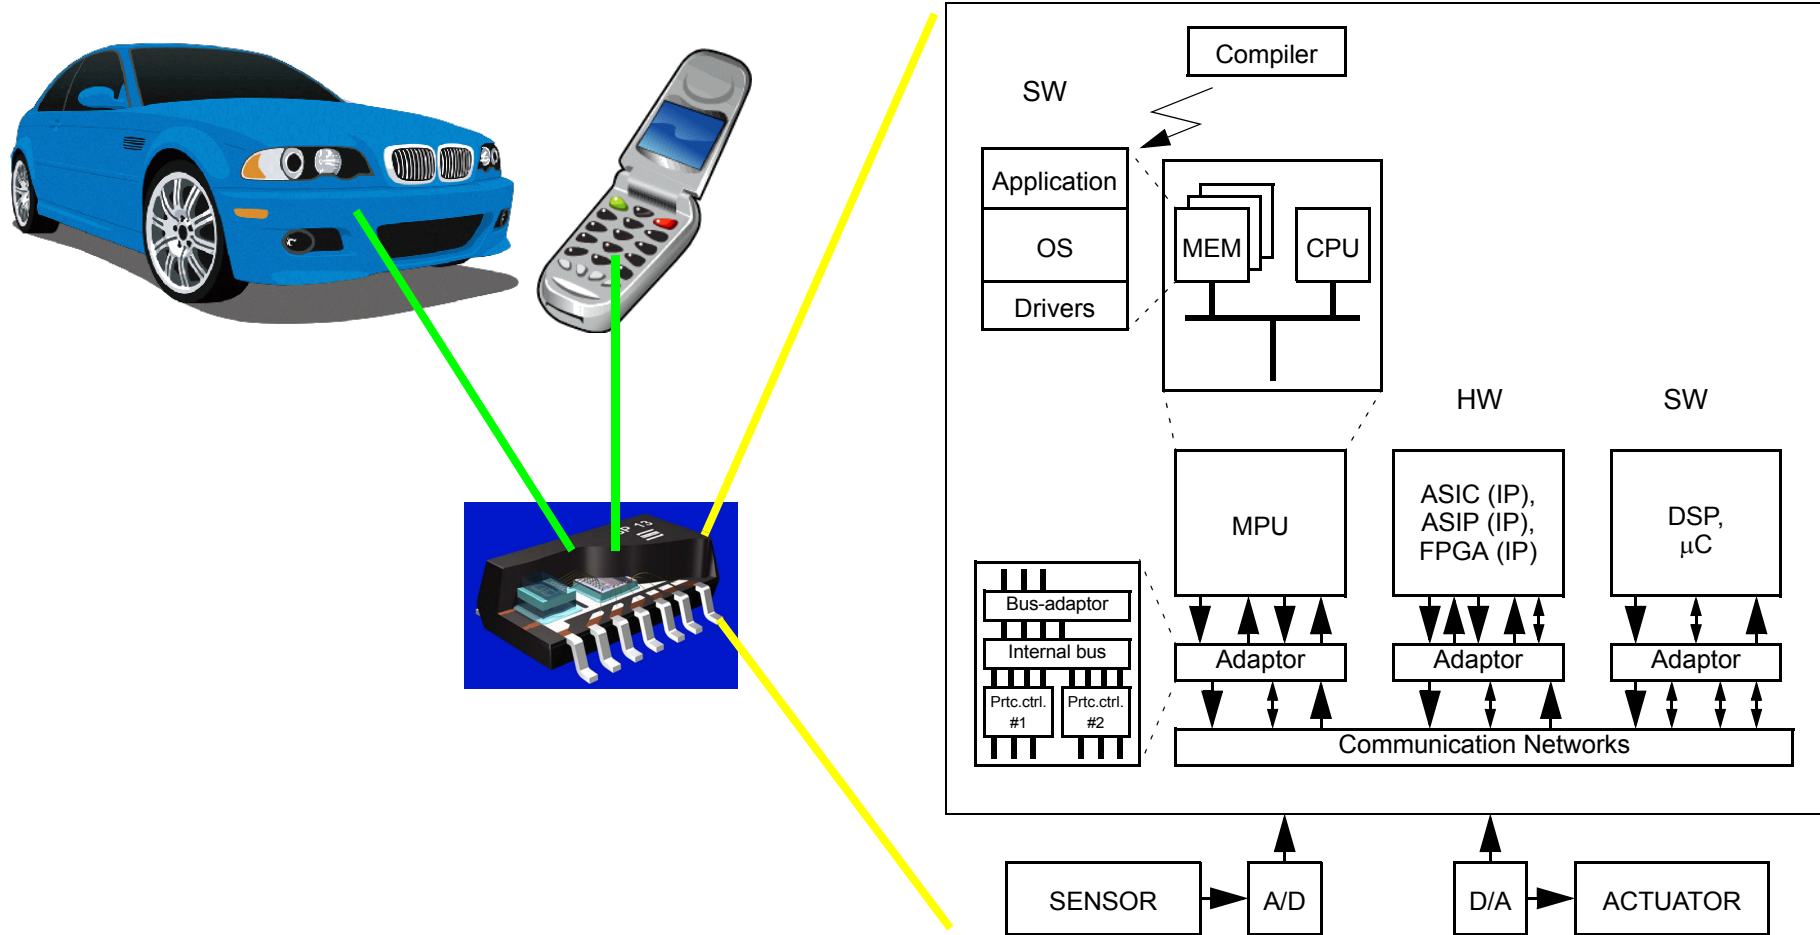 Compiler
SW
Application
OS
Drivers
MEM
CPU
HW
SW
MPU
ASIC (IP),
ASIP (IP),
FPGA (IP)
DSP,
µC
Bus-adaptor
Internal bus
Prtc.ctrl.
#1
Prtc.ctrl.
#2
Adaptor
Adaptor
Adaptor
Communication Networks
SENSOR
A/D
D/A
ACTUATOR